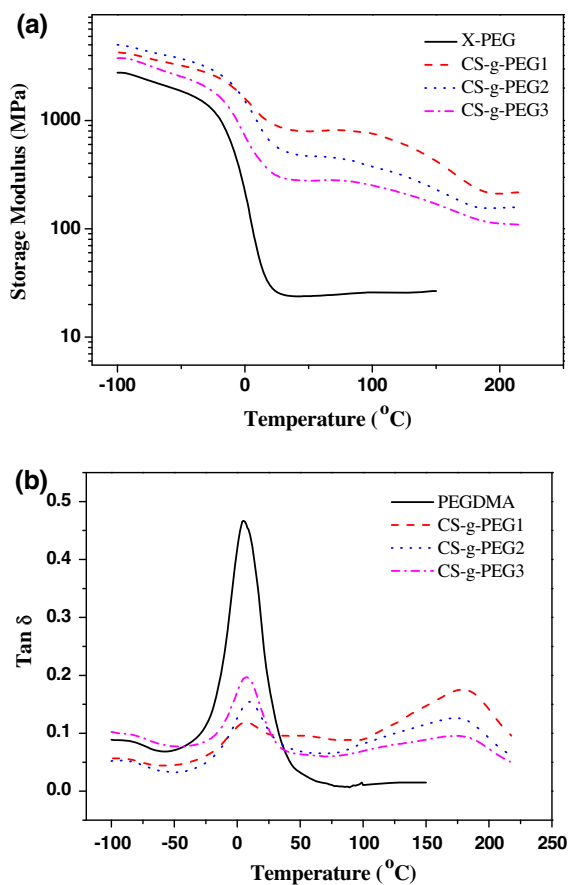 (a)
X-PEG
CS-g-PEG1
CS-g-PEG2
CS-g-PEG3
1000
100
10
Storage Modulus (MPa)
-100 0 100 200
Temperature (°C)
(b)
PEGDMA
CS-g-PEG1
CS-g-PEG2
CS-g-PEG3
0.5
0.4
0.3
0.2
0.1
0.0
Tan δ
-100 -50 0 50 100 150 200 250
Temperature (°C)